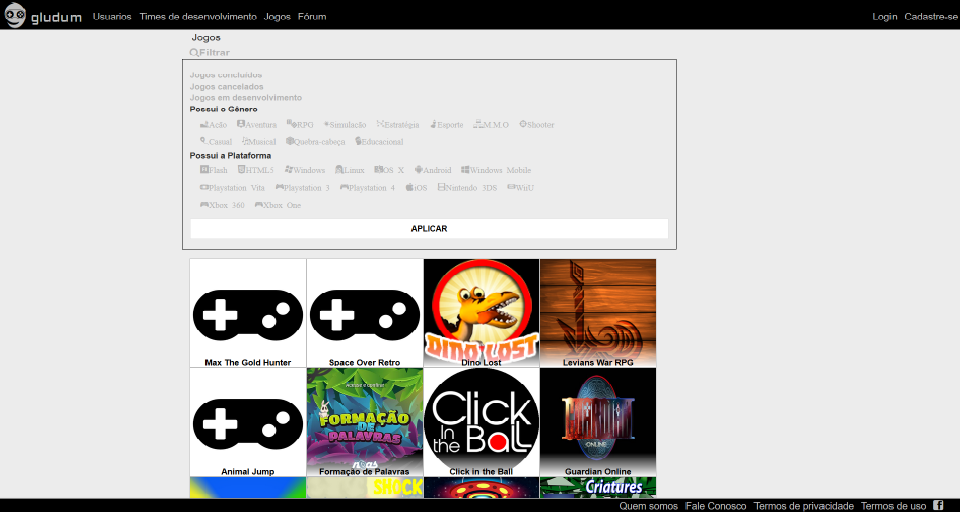 gludum Usuarios Times de desenvolvimento Jogos Fórum Login Cadastre-se
Jogos
Filtrar
Jogos concluídos
Jogos cancelados
Jogos em desenvolvimento
Possui o Gênero
Ação Aventura RPG Simulacão Estratégia Esporte M.M.O Shooter
Casual Musical Quebra-cabeça Educacional
Possui a Plataforma
Flash HTML5 Windows Linux OS X Android Windows Mobile
Playstation Vita Playstation 3 Playstation 4 iOS Nintendo 3DS WiiU
Xbox 360 Xbox One
APLICAR
DINO LOST
Max The Gold Hunter Space Over Retro Dino Lost Levians War RPG
FORMAÇÃO
DE
PALAVRAS
noas
Click
In
the Ball
ONLINE
Animal Jump Formação de Palavras Click in the Ball Guardian Online
SHOCK
Criatures
Quem somos Fale Conosco Termos de privacidade Termos de uso f